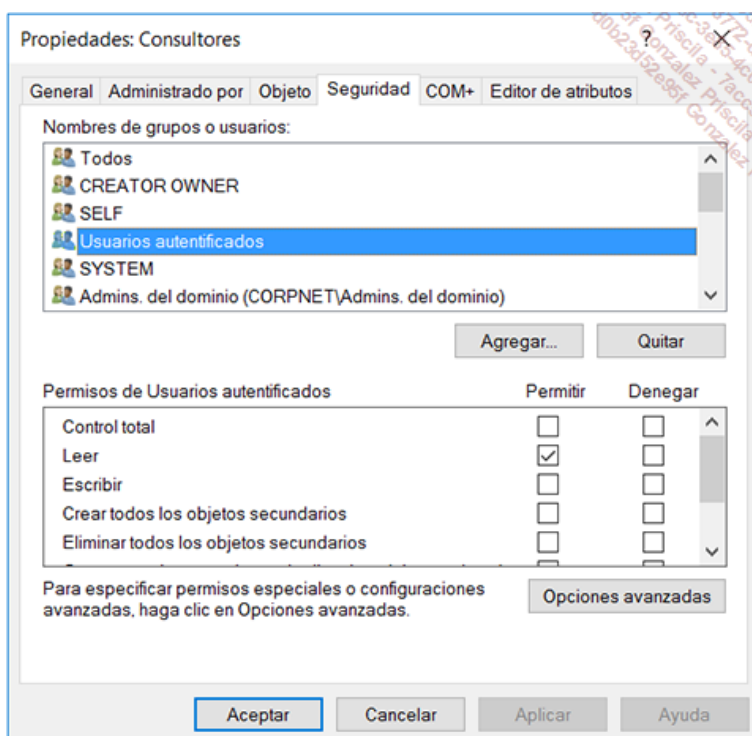 Propiedades: Consultores
?
General Administrado por Objeto Seguridad COM+ Editor de atributos
Nombres de grupos o usuarios:
Todos
CREATOR OWNER
SELF
Usuarios autentificados
SYSTEM
Admins. del dominio (CORPNET\Admins. del dominio)
Agregar... Quitar
Permisos de Usuarios autentificados Permitir Denegar
Control total
Leer
Escribir
Crear todos los objetos secundarios
Eliminar todos los objetos secundarios
Para especificar permisos especiales o configuraciones
avanzadas, haga clic en Opciones avanzadas.
Opciones avanzadas
Aceptar Cancelar Aplicar Ayuda